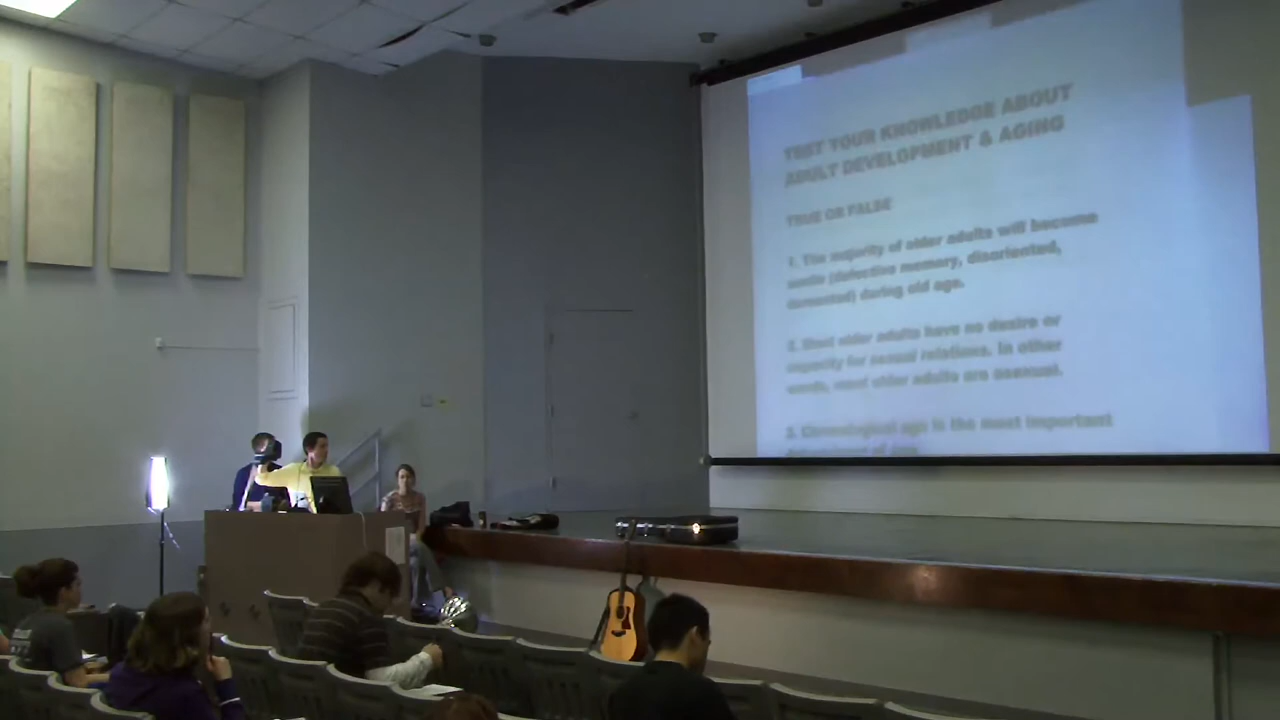 TEST YOUR KNOWLEDGE ABOUT
ADULT DEVELOPMENT & AGING
TRUE OR FALSE
1. The majority of older adults will become
senile (defective memory, disoriented,
demented) during old age.
2. Most older adults have no desire or
capacity for sexual relations. In other
words, most older adults are asexual.
3. Chronological age is the most important